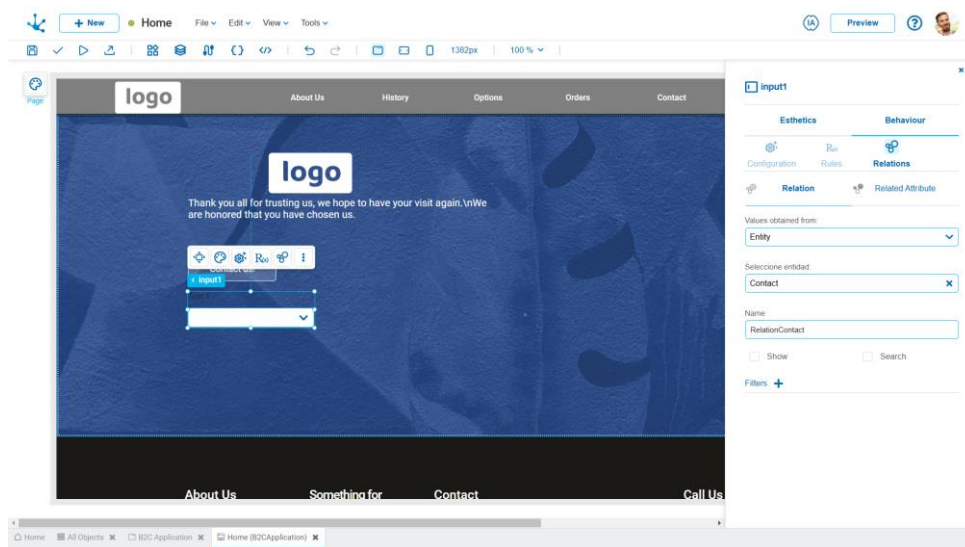 + New
Home
File
Edit
View
Tools
IA
Preview
?
1382px
100 %
Page
logo
About Us
History
Options
Orders
Contact
logo
Thank you all for trusting us, we hope to have your visit again.\nWe
are honored that you have chosen us.
Contact us!
input1
input1
Esthetics
Behaviour
Configuration
Rules
Relations
Relation
Related Attribute
Values obtained from:
Entity
Seleccione entidad:
Contact
Name
RelationContact
Show
Search
Filters +
About Us
Something for
Contact
Call Us
Home
All Objects
B2C Application
Home (B2CApplication)